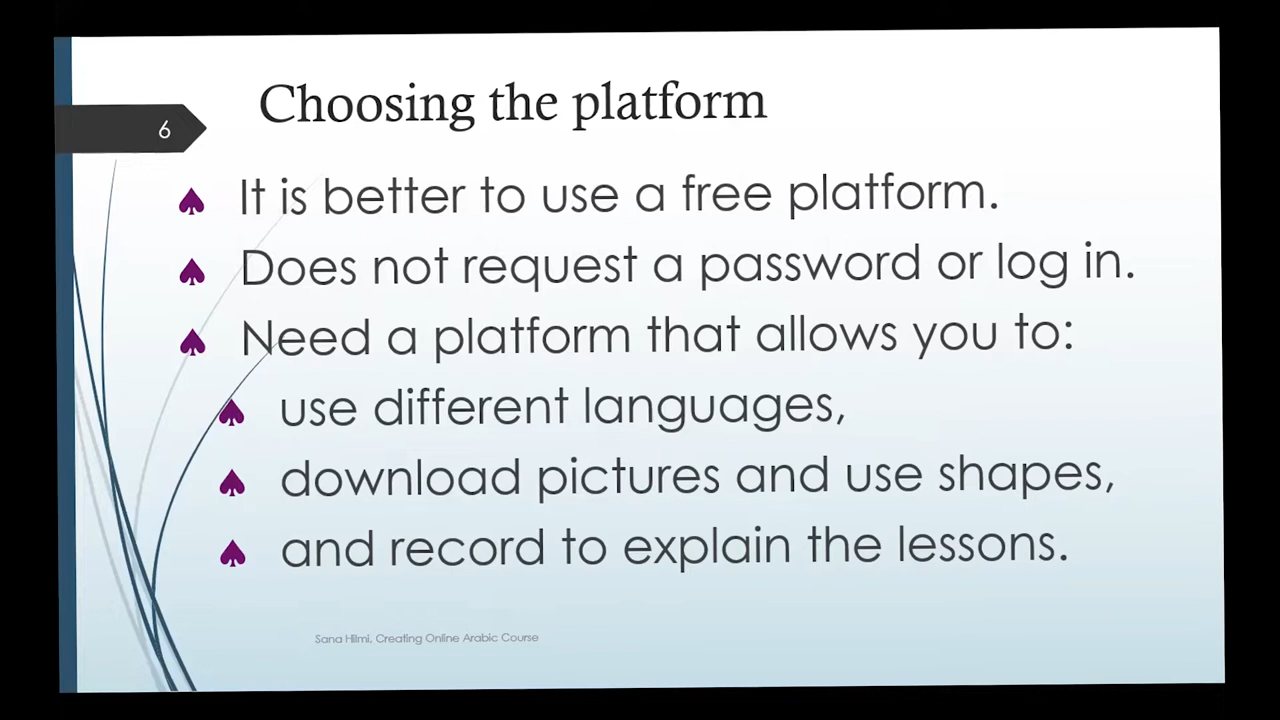 Choosing the platform
6
It is better to use a free platform.
Does not request a password or log in.
Need a platform that allows you to:
use different languages,
download pictures and use shapes,
and record to explain the lessons.
Sana Hilmi, Creating Online Arabic Course